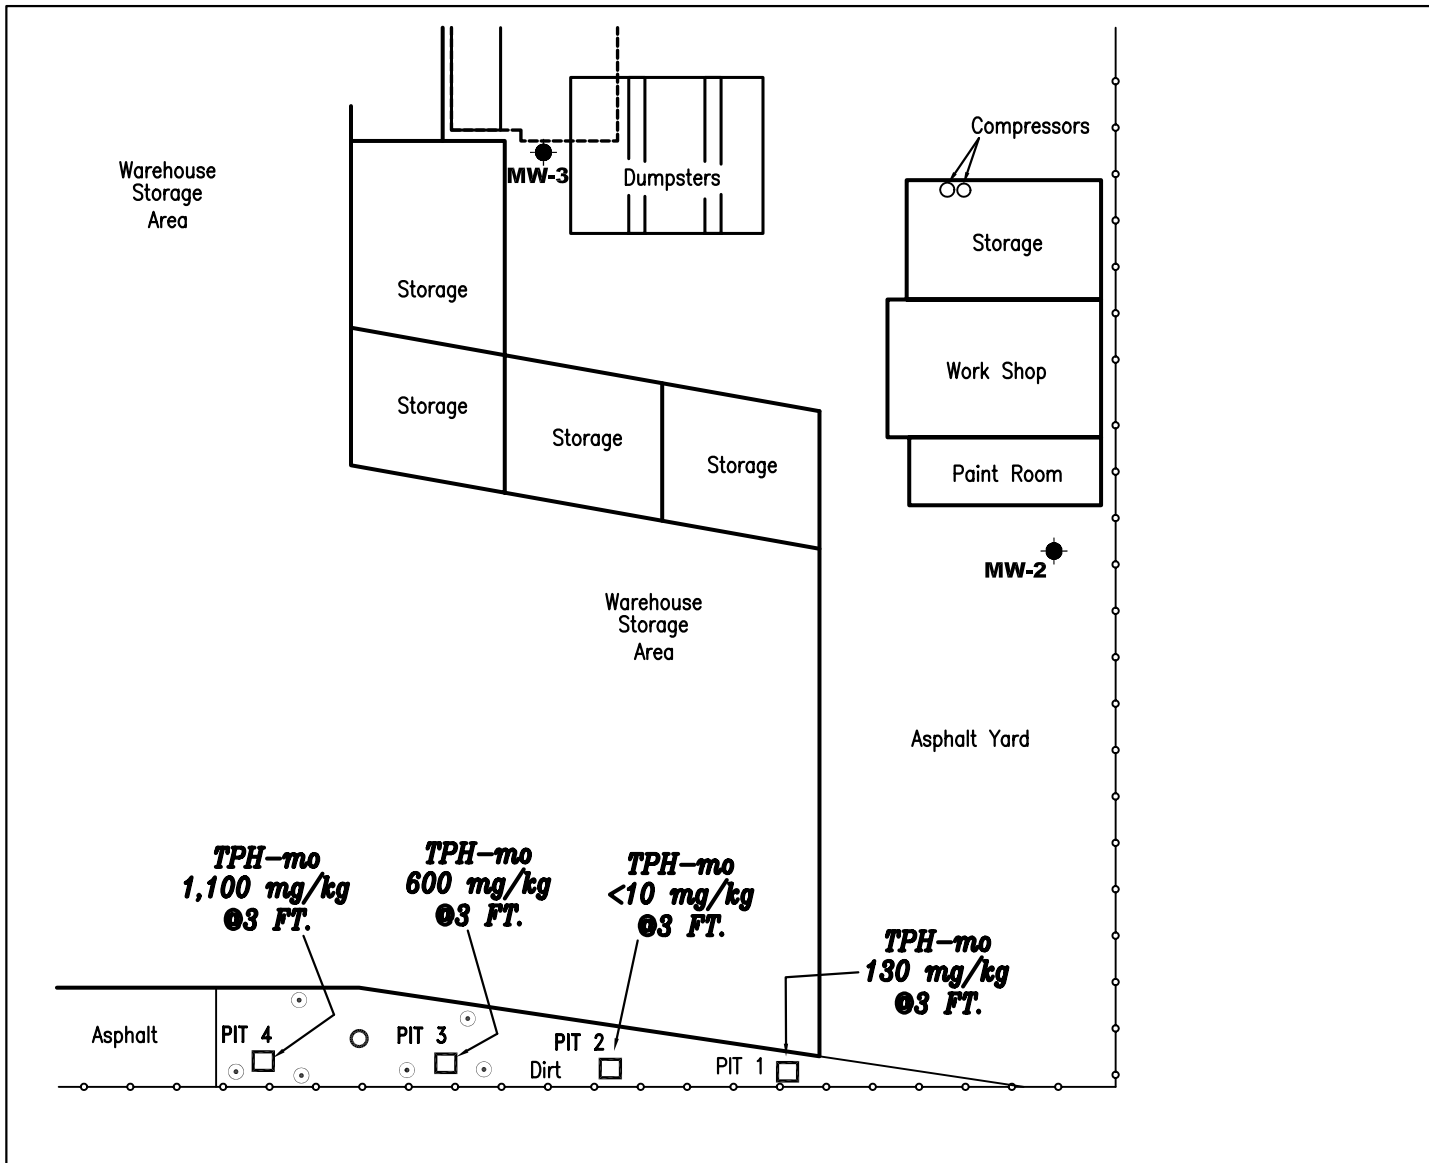 Compressors
Warehouse
Storage
Area
MW-3
Dumpsters
Storage
Storage
Work Shop
Storage
Storage
Storage
Paint Room
MW-2
Warehouse
Storage
Area
Asphalt Yard
TPH-mo
1,100 mg/kg
@3 FT.
TPH-mo
600 mg/kg
@3 FT.
TPH-mo
<10 mg/kg
@3 FT.
TPH-mo
130 mg/kg
@3 FT.
Asphalt
PIT 4
PIT 3
PIT 2
Dirt
PIT 1